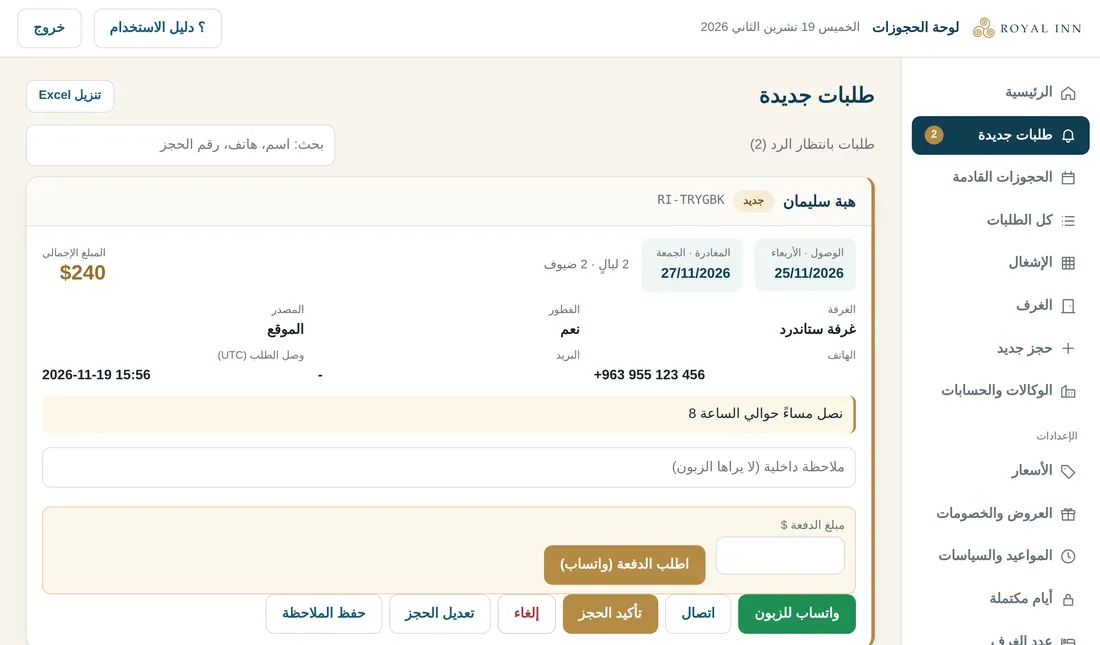 ROYAL INN
لوحة الحجوزات
الخميس 19 تشرين الثاني 2026
؟ دليل الاستخدام
خروج
الرئيسية
طلبات جديدة
2
الحجوزات القادمة
كل الطلبات
الإشغال
الغرف
حجز جديد
الوكالات والحسابات
الإعدادات
الأسعار
العروض والخصومات
المواعيد والسياسات
أيام مكتملة
عدد الغرف
طلبات جديدة
تنزيل Excel
طلبات بانتظار الرد (2)
بحث: اسم، هاتف، رقم الحجز
هبة سليمان
جديد
RI-TRYGBK
الوصول · الأربعاء
25/11/2026
المغادرة · الجمعة
27/11/2026
2 ليالٍ · 2 ضيوف
المبلغ الإجمالي
$240
الغرفة
غرفة ستاندرد
الفطور
نعم
المصدر
الموقع
الهاتف
+963 955 123 456
البريد
-
وصل الطلب (UTC)
2026-11-19 15:56
نصل مساءً حوالي الساعة 8
ملاحظة داخلية (لا يراها الزبون)
مبلغ الدفعة $
اطلب الدفعة (واتساب)
واتساب للزبون
اتصال
تأكيد الحجز
إلغاء
تعديل الحجز
حفظ الملاحظة